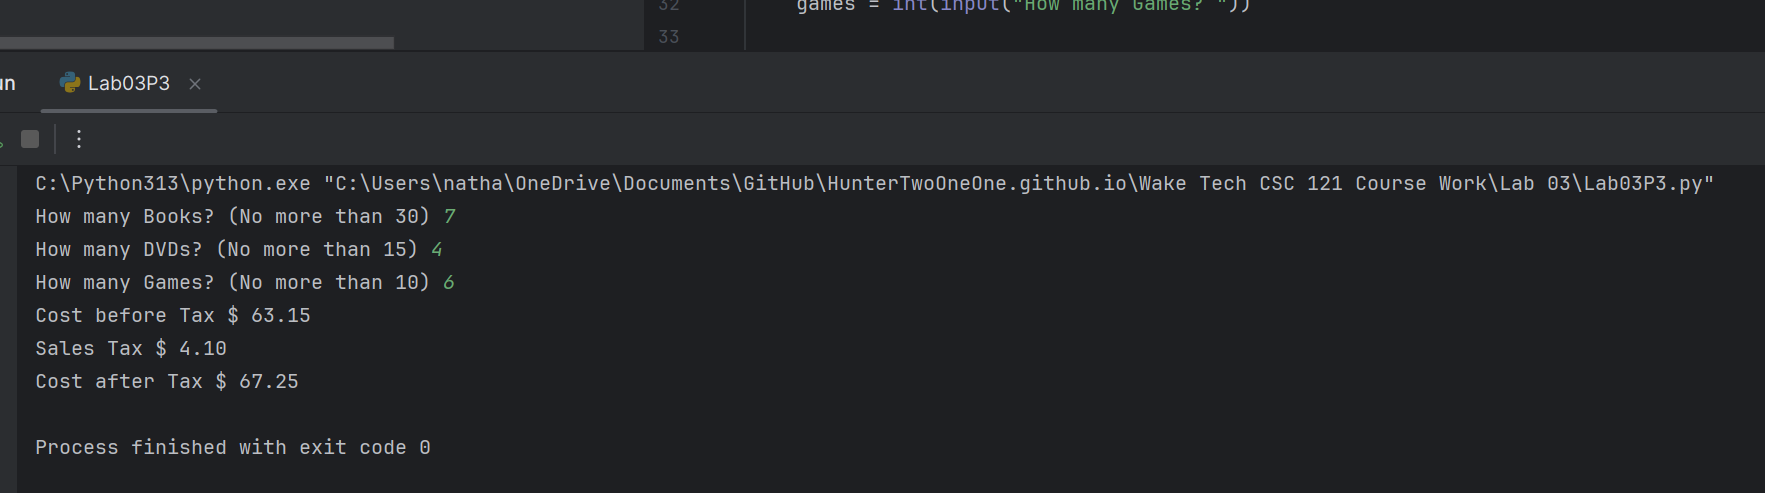 32 games = int(input("How many Games? "))
33
un Lab03P3
C:\Python313\python.exe "C:\Users\natha\OneDrive\Documents\GitHub\HunterTwoOneOne.github.io\Wake Tech CSC 121 Course Work\Lab 03\Lab03P3.py"
How many Books? (No more than 30) 7
How many DVDs? (No more than 15) 4
How many Games? (No more than 10) 6
Cost before Tax $ 63.15
Sales Tax $ 4.10
Cost after Tax $ 67.25
Process finished with exit code 0